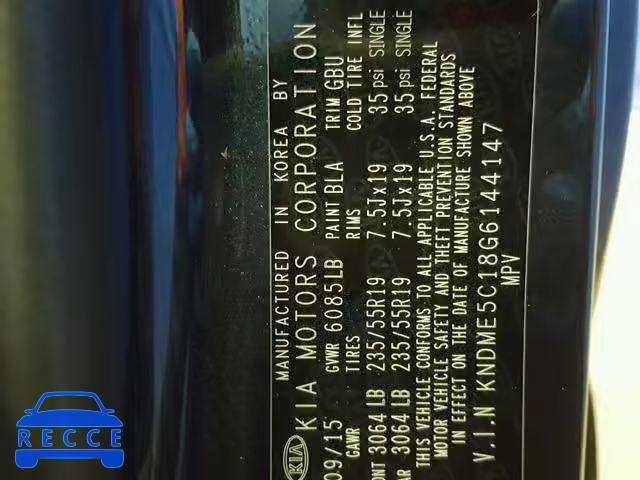 MANUFACTURED IN KOREA BY
KIA KIA MOTORS CORPORATION
09/15 GVWR 6085LB PAINT BLA TRIM GBU
GAWR TIRES RIMS COLD TIRE INFL
NT 3064 LB 235/55R19 7.5Jx19 35 psi SINGLE
AR 3064 LB 235/55R19 7.5Jx19 35 psi SINGLE
THIS VEHICLE CONFORMS TO ALL APPLICABLE U.S.A. FEDERAL
MOTOR VEHICLE SAFETY AND THEFT PREVENTION STANDARDS
IN EFFECT ON THE DATE OF MANUFACTURE SHOWN ABOVE
V.I.N KNDME5C18G6144147
MPV
RECCE